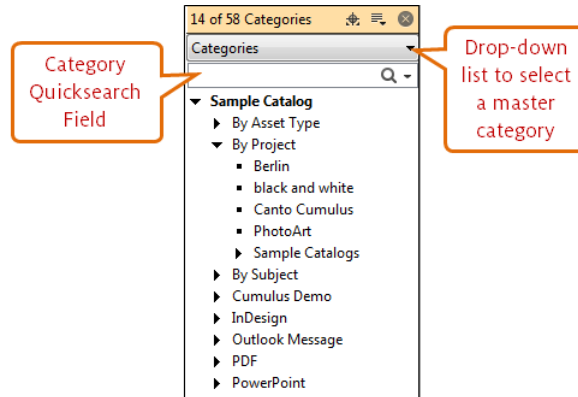 14 of 58 Categories
Categories
Category
Quicksearch
Field
Drop-down
list to select
a master
category
Sample Catalog
By Asset Type
By Project
Berlin
black and white
Canto Cumulus
PhotoArt
Sample Catalogs
By Subject
Cumulus Demo
InDesign
Outlook Message
PDF
PowerPoint